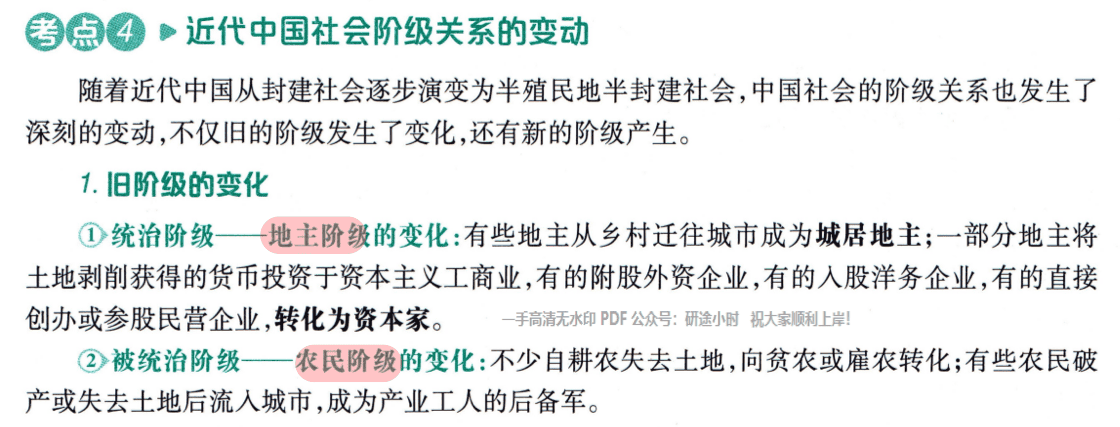 考点4 ▶ 近代中国社会阶级关系的变动
随着近代中国从封建社会逐步演变为半殖民地半封建社会,中国社会的阶级关系也发生了
深刻的变动,不仅旧的阶级发生了变化,还有新的阶级产生。
1. 旧阶级的变化
①统治阶级——地主阶级的变化:有些地主从乡村迁往城市成为城居地主;一部分地主将
土地剥削获得的货币投资于资本主义工商业,有的附股外资企业,有的入股洋务企业,有的直接
创办或参股民营企业,转化为资本家。 一手高清无水印 PDF 公众号: 研途小时 祝大家顺利上岸!
②被统治阶级——农民阶级的变化:不少自耕农失去土地,向贫农或雇农转化;有些农民破
产或失去土地后流入城市,成为产业工人的后备军。